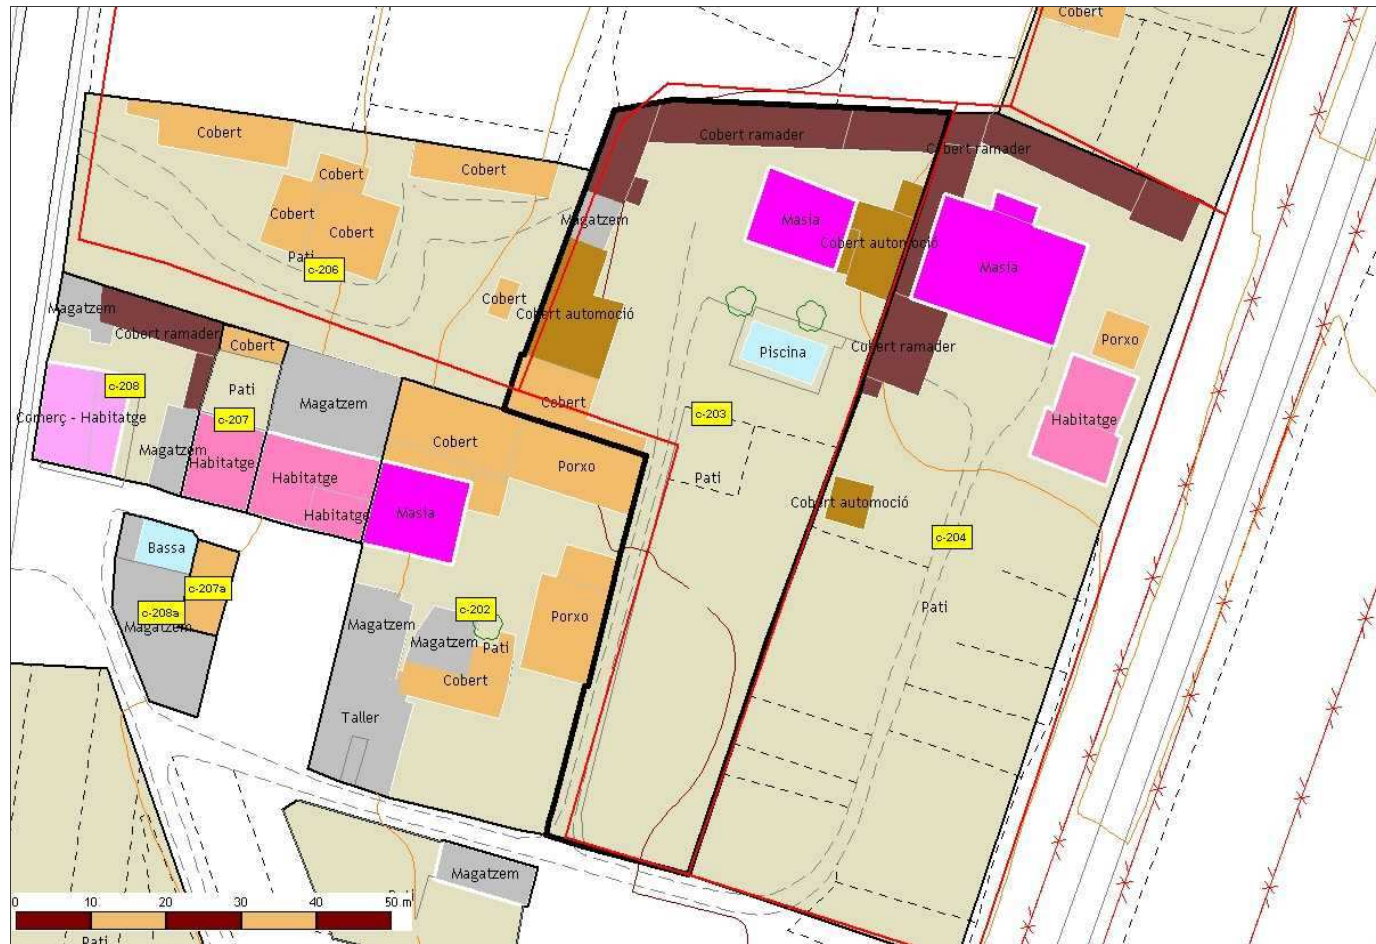 Cobert
Cobert
Cobert ramader
Cobert ramader
Cobert
Cobert
Cobert
Cobert
Pati
c-206
Magatzem
Masia
Cobert automoció
Masia
Cobert
Cobert automoció
Magatzem
Cobert ramader
Cobert
Piscina
Cobert ramader
Porxo
c-208
Pati
Magatzem
Cobert
c-203
Comerç - Habitatge
c-207
Habitatge
Cobert
Magatzem
Habitatge
Habitatge
Porxo
Pati
Masia
Habitatge
Cobert automoció
c-204
Bassa
c-207a
c-208a
Magatzem
c-202
Magatzem
Magatzem
Pati
Porxo
Pati
Cobert
Taller
Magatzem
0 10 20 30 40 50 m
Pati